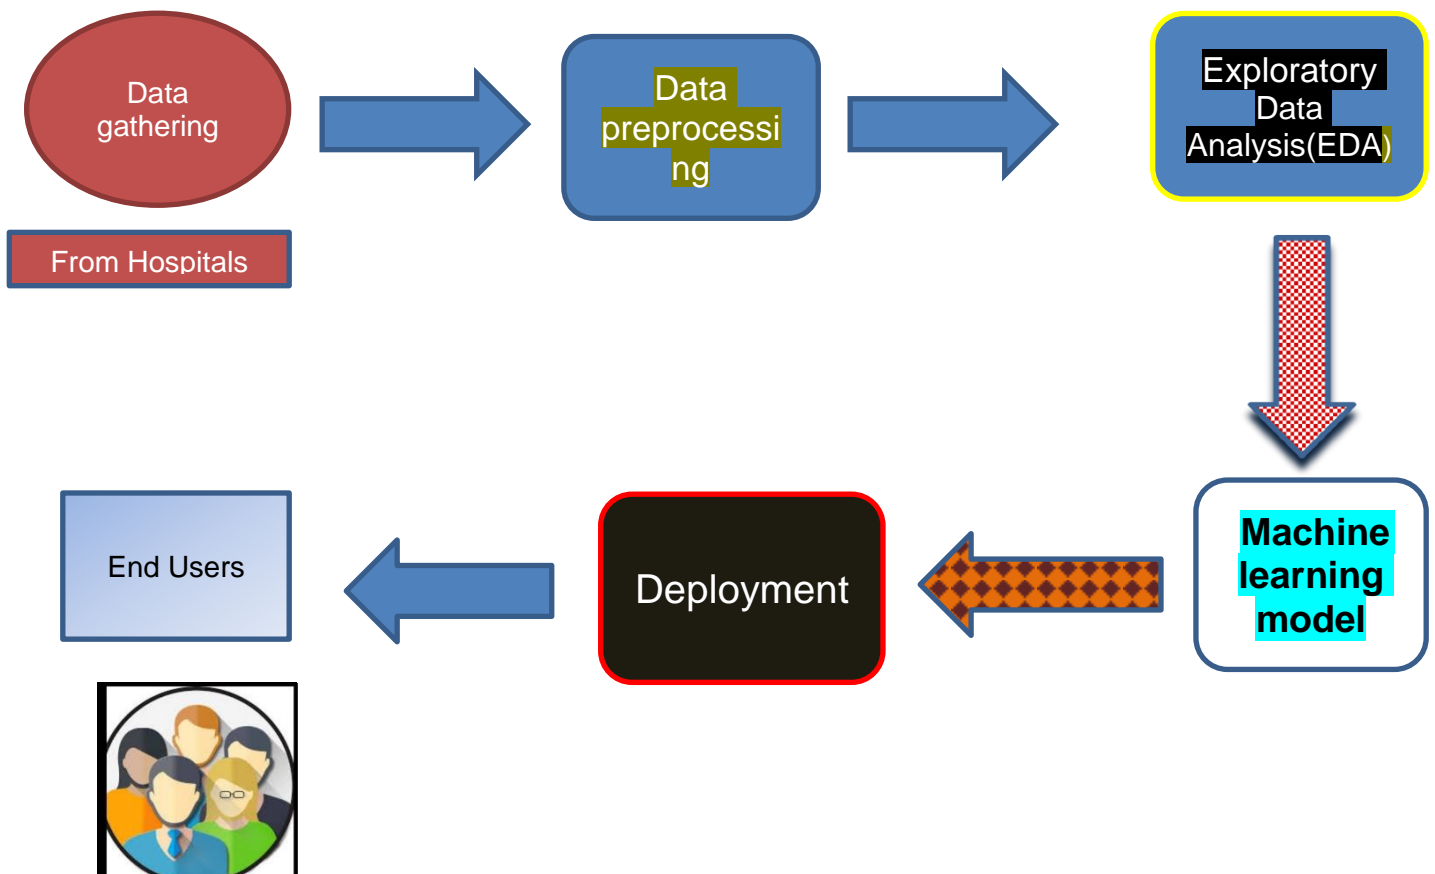 Data
gathering
From Hospitals
Data
preprocessi
ng
Exploratory
Data
Analysis(EDA)
Machine
learning
model
Deployment
End Users